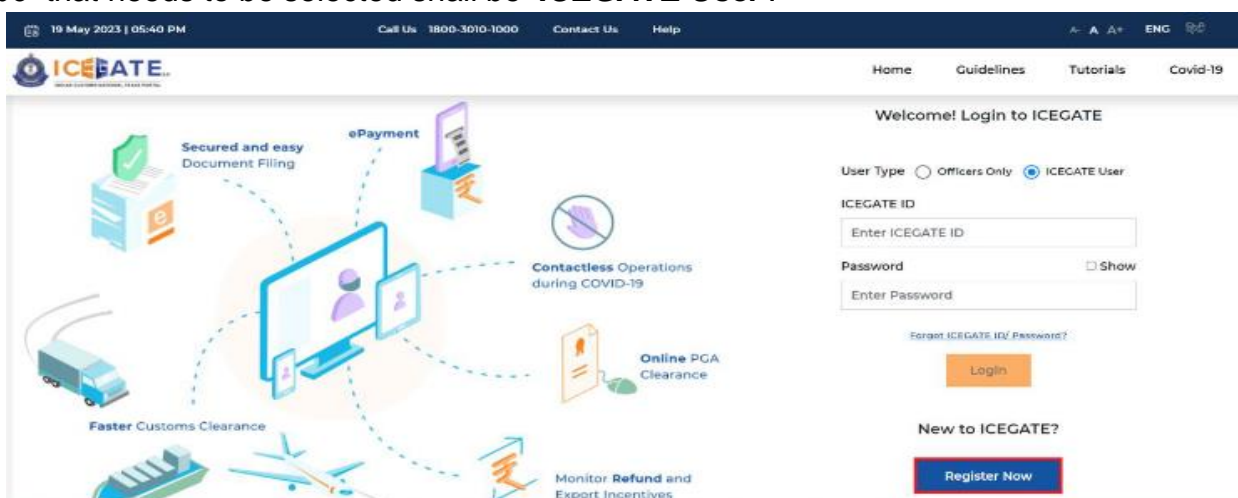 that needs to be selected shall be 'ICEGATE User'.
19 May 2023 | 05:40 PM
Call Us 1800-3010-1000
Contact Us
Help
A- A A+
ENG
ICEGATE
Home
Guidelines
Tutorials
Covid-19
Secured and easy
Document Filing
ePayment
Contactless Operations
during COVID-19
Online PGA
Clearance
Faster Customs Clearance
Monitor Refund and
Export Incentives
Welcome! Login to ICEGATE
User Type Officers Only ICEGATE User
ICEGATE ID
Enter ICEGATE ID
Password
Show
Enter Password
Forgot ICEGATE ID/ Password?
Login
New to ICEGATE?
Register Now